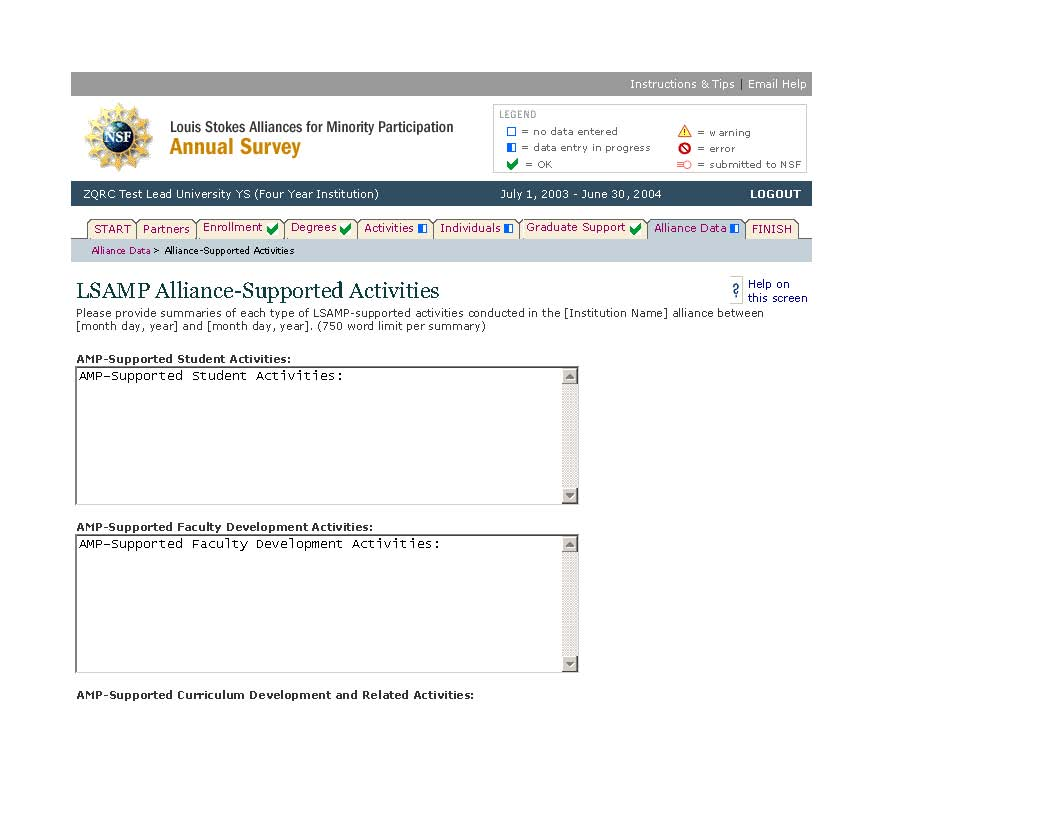 Instructions & Tips | Email Help
NSF
Louis Stokes Alliances for Minority Participation
Annual Survey
LEGEND
= no data entered
= data entry in progress
= OK
= warning
= error
= submitted to NSF
ZQRC Test Lead University YS (Four Year Institution) July 1, 2003 - June 30, 2004 LOGOUT
START Partners Enrollment Degrees Activities Individuals Graduate Support Alliance Data FINISH
Alliance Data > Alliance-Supported Activities
LSAMP Alliance-Supported Activities
? Help on
this screen
Please provide summaries of each type of LSAMP-supported activities conducted in the [Institution Name] alliance between
[month day, year] and [month day, year]. (750 word limit per summary)
AMP-Supported Student Activities:
AMP-Supported Student Activities:
AMP-Supported Faculty Development Activities:
AMP-Supported Faculty Development Activities:
AMP-Supported Curriculum Development and Related Activities: